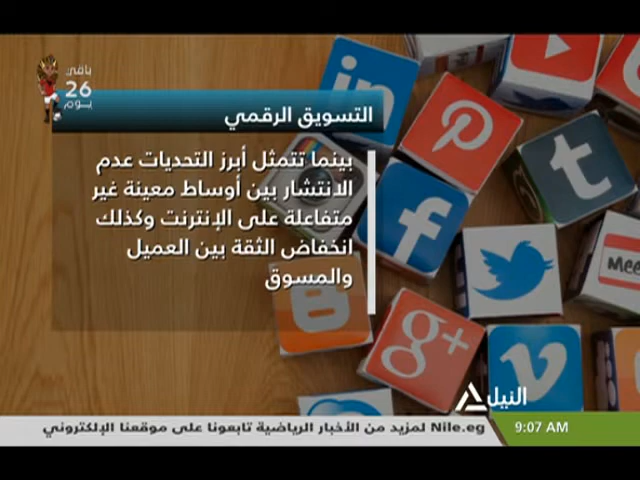 باقي
26
يوم
التسويق الرقمي
بينما تتمثل أبرز التحديات عدم
الانتشار بين أوساط معينة غير
متفاعلة على الإنترنت وكذلك
انخفاض الثقة بين العميل
والمسوق
in
f
t
g+
Mee
النيل
Nile.eg لمزيد من الأخبار الرياضية تابعونا على موقعنا الإلكتروني
9:07 AM